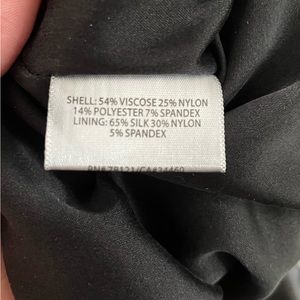 SHELL: 54% VISCOSE 25% NYLON
14% POLYESTER 7% SPANDEX
LINING: 65% SILK 30% NYLON
5% SPANDEX